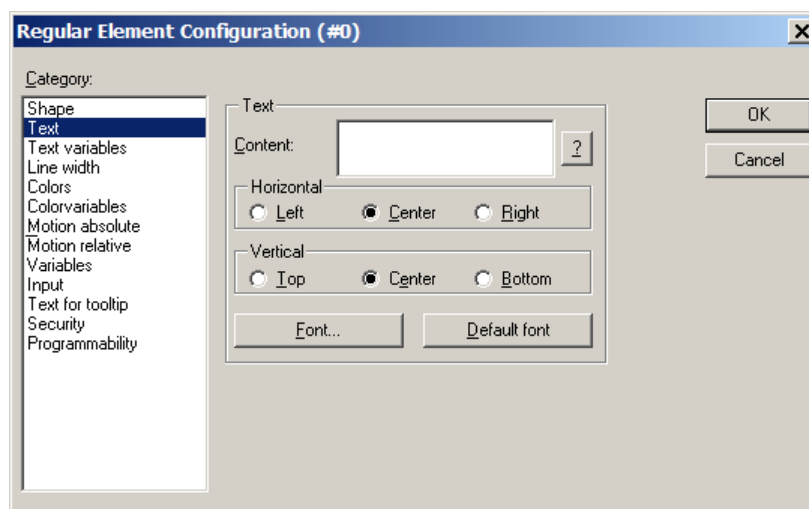 Regular Element Configuration (#0)
Category:
Shape
Text
Text variables
Line width
Colors
Colorvariables
Motion absolute
Motion relative
Variables
Input
Text for tooltip
Security
Programmability
Text
Content:
?
Horizontal
Left Center Right
Vertical
Top Center Bottom
Font... Default font
OK
Cancel